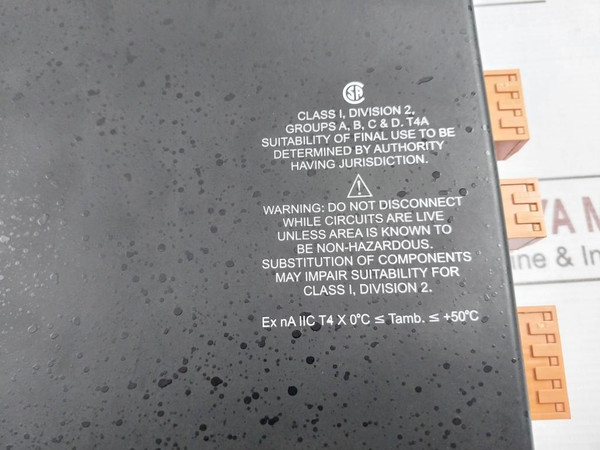 CLASS I, DIVISION 2,
GROUPS A, B, C & D. T4A
SUITABILITY OF FINAL USE TO BE
DETERMINED BY AUTHORITY
HAVING JURISDICTION.
WARNING: DO NOT DISCONNECT
WHILE CIRCUITS ARE LIVE
UNLESS AREA IS KNOWN TO
BE NON-HAZARDOUS.
SUBSTITUTION OF COMPONENTS
MAY IMPAIR SUITABILITY FOR
CLASS I, DIVISION 2.
Ex nA IIC T4 X 0°C ≤ Tamb. ≤ +50°C